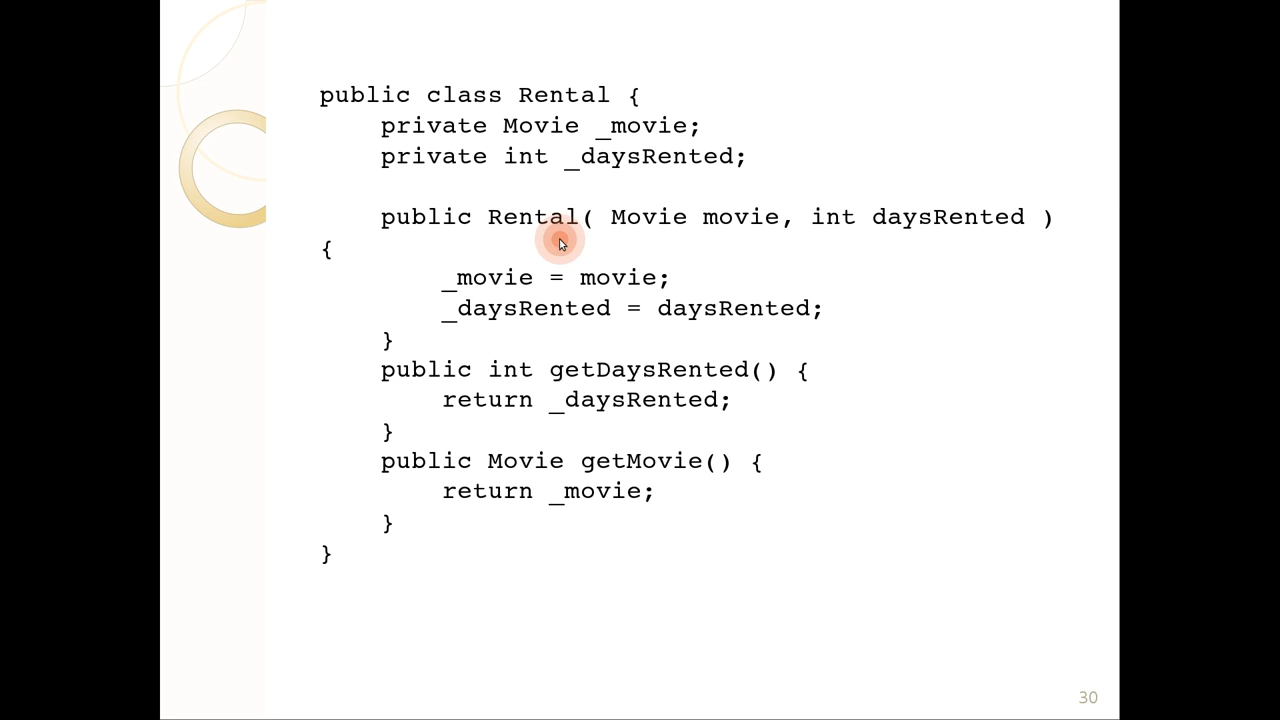 public class Rental {
private Movie _movie;
private int _daysRented;
public Rental( Movie movie, int daysRented )
{
_movie = movie;
_daysRented = daysRented;
}
public int getDaysRented() {
return _daysRented;
}
public Movie getMovie() {
return _movie;
}
}
30